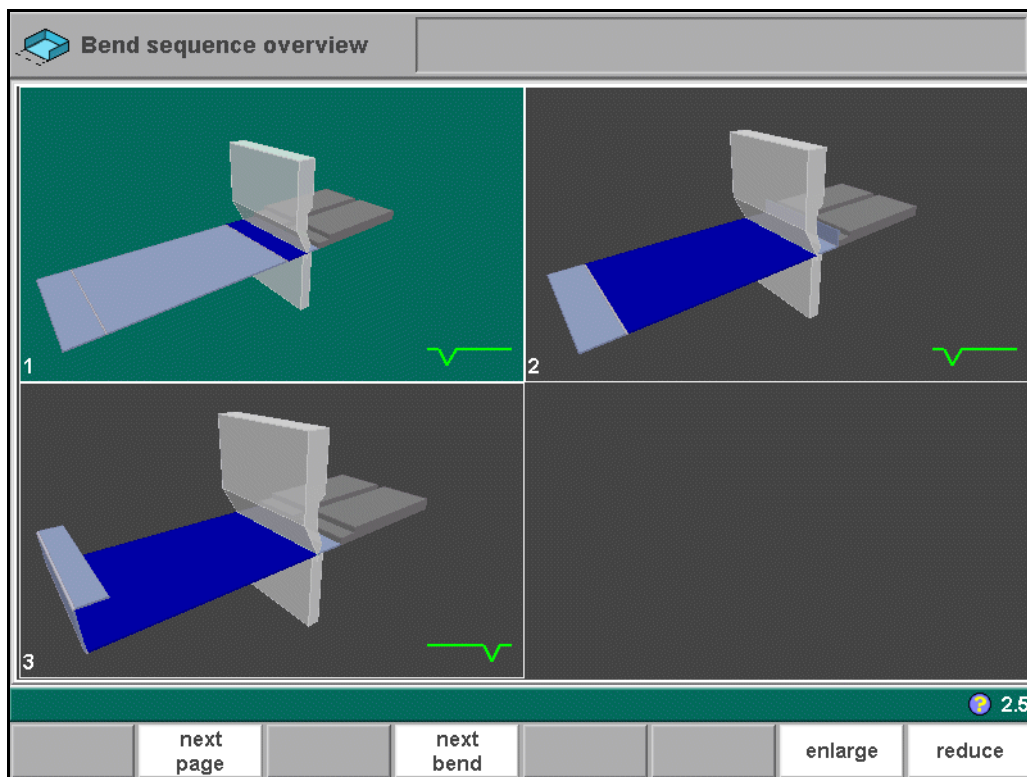 Bend sequence overview
1
2
3
? 2.5
next
page
next
bend
enlarge
reduce